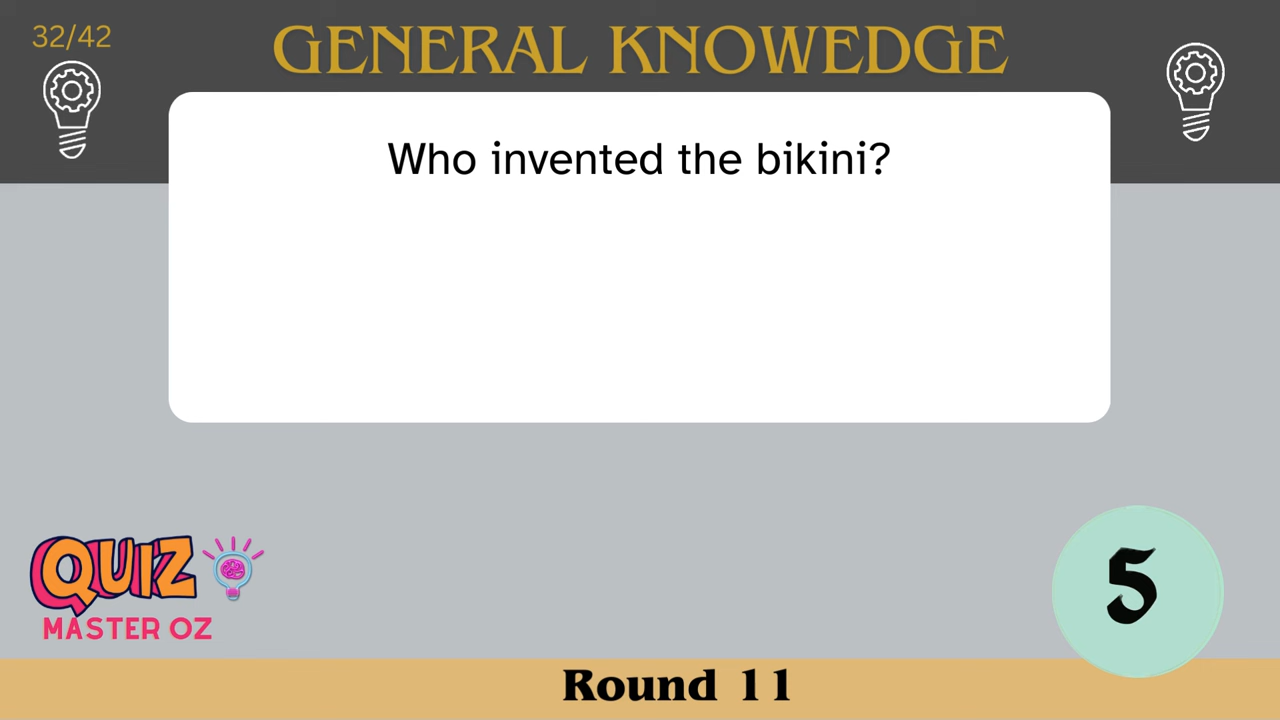 32/42
GENERAL KNOWEDGE
Who invented the bikini?
QUIZ
MASTER OZ
5
Round 11